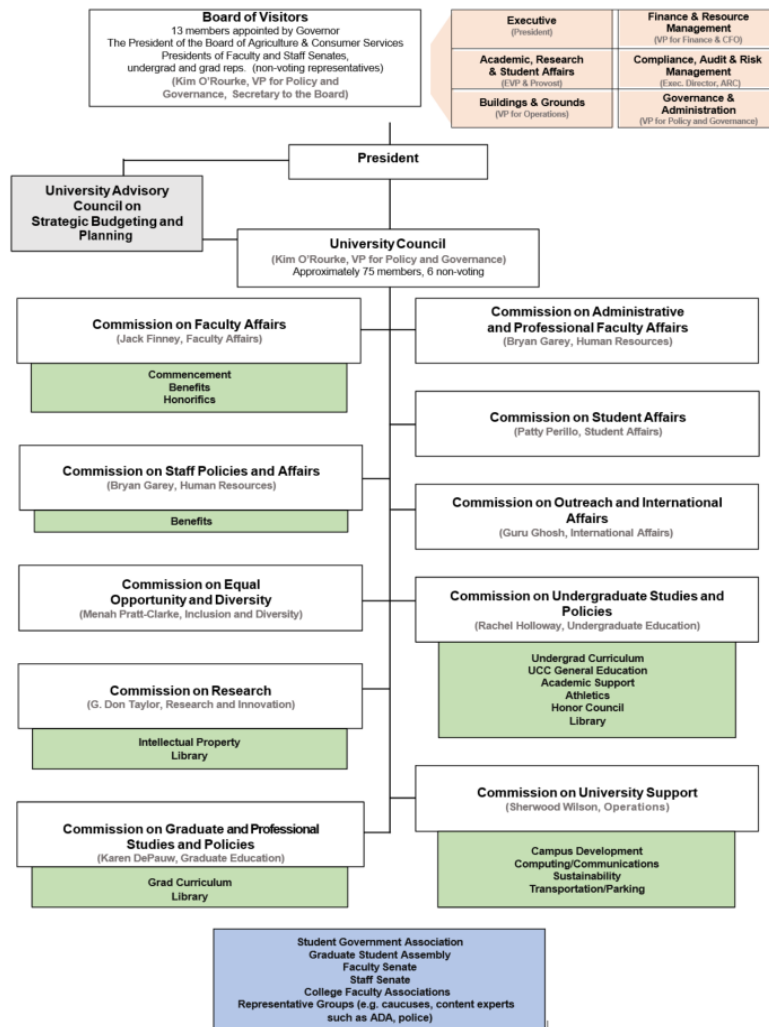 Board of Visitors
13 members appointed by Governor
The President of the Board of Agriculture & Consumer Services
Presidents of Faculty and Staff Senates,
undergrad and grad reps. (non-voting representatives)
(Kim O'Rourke, VP for Policy and
Governance, Secretary to the Board)
Executive
(President)
Finance & Resource
Management
(VP for Finance & CFO)
Academic, Research
& Student Affairs
(EVP & Provost)
Compliance, Audit & Risk
Management
(Exec. Director, ARC)
Buildings & Grounds
(VP for Operations)
Governance &
Administration
(VP for Policy and Governance)
President
University Advisory
Council on
Strategic Budgeting and
Planning
University Council
(Kim O'Rourke, VP for Policy and Governance)
Approximately 75 members, 6 non-voting
Commission on Faculty Affairs
(Jack Finney, Faculty Affairs)
Commencement
Benefits
Honorifics
Commission on Administrative
and Professional Faculty Affairs
(Bryan Garey, Human Resources)
Commission on Student Affairs
(Patty Perillo, Student Affairs)
Commission on Staff Policies and Affairs
(Bryan Garey, Human Resources)
Benefits
Commission on Outreach and International
Affairs
(Guru Ghosh, International Affairs)
Commission on Equal
Opportunity and Diversity
(Menah Pratt-Clarke, Inclusion and Diversity)
Commission on Undergraduate Studies and
Policies
(Rachel Holloway, Undergraduate Education)
Undergrad Curriculum
UCC General Education
Academic Support
Athletics
Honor Council
Library
Commission on Research
(G. Don Taylor, Research and Innovation)
Intellectual Property
Library
Commission on University Support
(Sherwood Wilson, Operations)
Campus Development
Computing/Communications
Sustainability
Transportation/Parking
Commission on Graduate and Professional
Studies and Policies
(Karen DePauw, Graduate Education)
Grad Curriculum
Library
Student Government Association
Graduate Student Assembly
Faculty Senate
Staff Senate
College Faculty Associations
Representative Groups (e.g. caucuses, content experts
such as ADA, police)